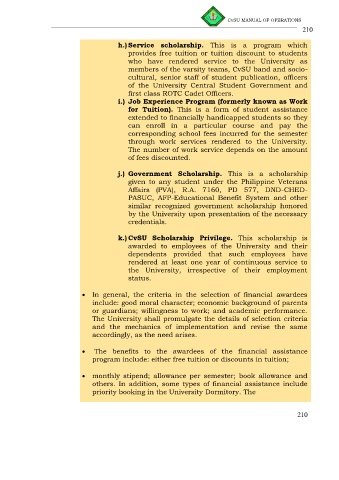 CvSU MANUAL OF OPERATIONS
210
h.) Service scholarship. This is a program which
provides free tuition or tuition discount to students
who have rendered service to the University as
members of the varsity teams, CvSU band and socio-
cultural, senior staff of student publication, officers
of the University Central Student Government and
first class ROTC Cadet Officers.
i.) Job Experience Program (formerly known as Work
for Tuition). This is a form of student assistance
extended to financially handicapped students so they
can enroll in a particular course and pay the
corresponding school fees incurred for the semester
through work services rendered to the University.
The number of work service depends on the amount
of fees discounted.
j.) Government Scholarship. This is a scholarship
given to any student under the Philippine Veterans
Affairs (PVA), R.A. 7160, PD 577, DND-CHED-
PASUC, AFP-Educational Benefit System and other
similar recognized government scholarship honored
by the University upon presentation of the necessary
credentials.
k.) CvSU Scholarship Privilege. This scholarship is
awarded to employees of the University and their
dependents provided that such employees have
rendered at least one year of continuous service to
the University, irrespective of their employment
status.
• In general, the criteria in the selection of financial awardees
include: good moral character; economic background of parents
or guardians; willingness to work; and academic performance.
The University shall promulgate the details of selection criteria
and the mechanics of implementation and revise the same
accordingly, as the need arises.
• The benefits to the awardees of the financial assistance
program include: either free tuition or discounts in tuition;
• monthly stipend; allowance per semester; book allowance and
others. In addition, some types of financial assistance include
priority booking in the University Dormitory. The
210